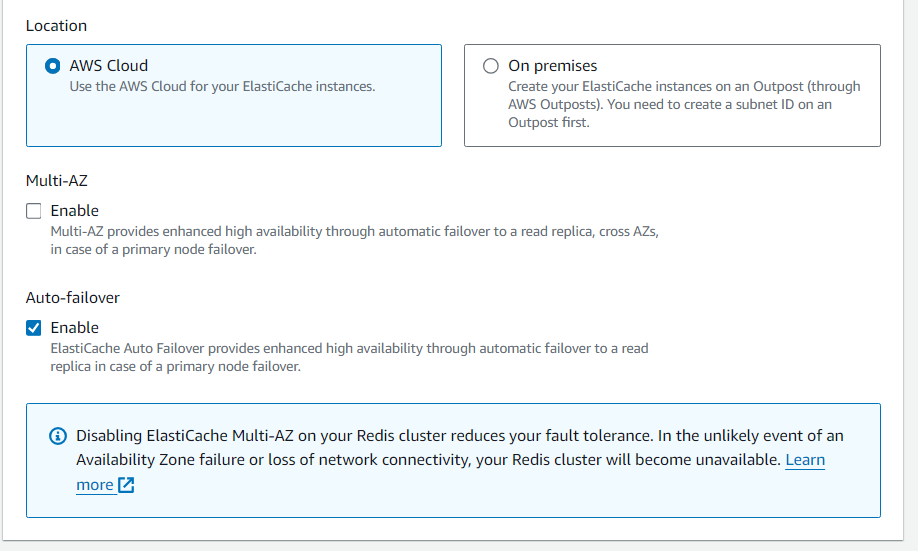 Location
AWS Cloud
Use the AWS Cloud for your ElastiCache instances.
On premises
Create your ElastiCache instances on an Outpost (through
AWS Outposts). You need to create a subnet ID on an
Outpost first.
Multi-AZ
Enable
Multi-AZ provides enhanced high availability through automatic failover to a read replica, cross AZs,
in case of a primary node failover.
Auto-failover
Enable
ElastiCache Auto Failover provides enhanced high availability through automatic failover to a read
replica in case of a primary node failover.
Disabling ElastiCache Multi-AZ on your Redis cluster reduces your fault tolerance. In the unlikely event of an
Availability Zone failure or loss of network connectivity, your Redis cluster will become unavailable. Learn
more